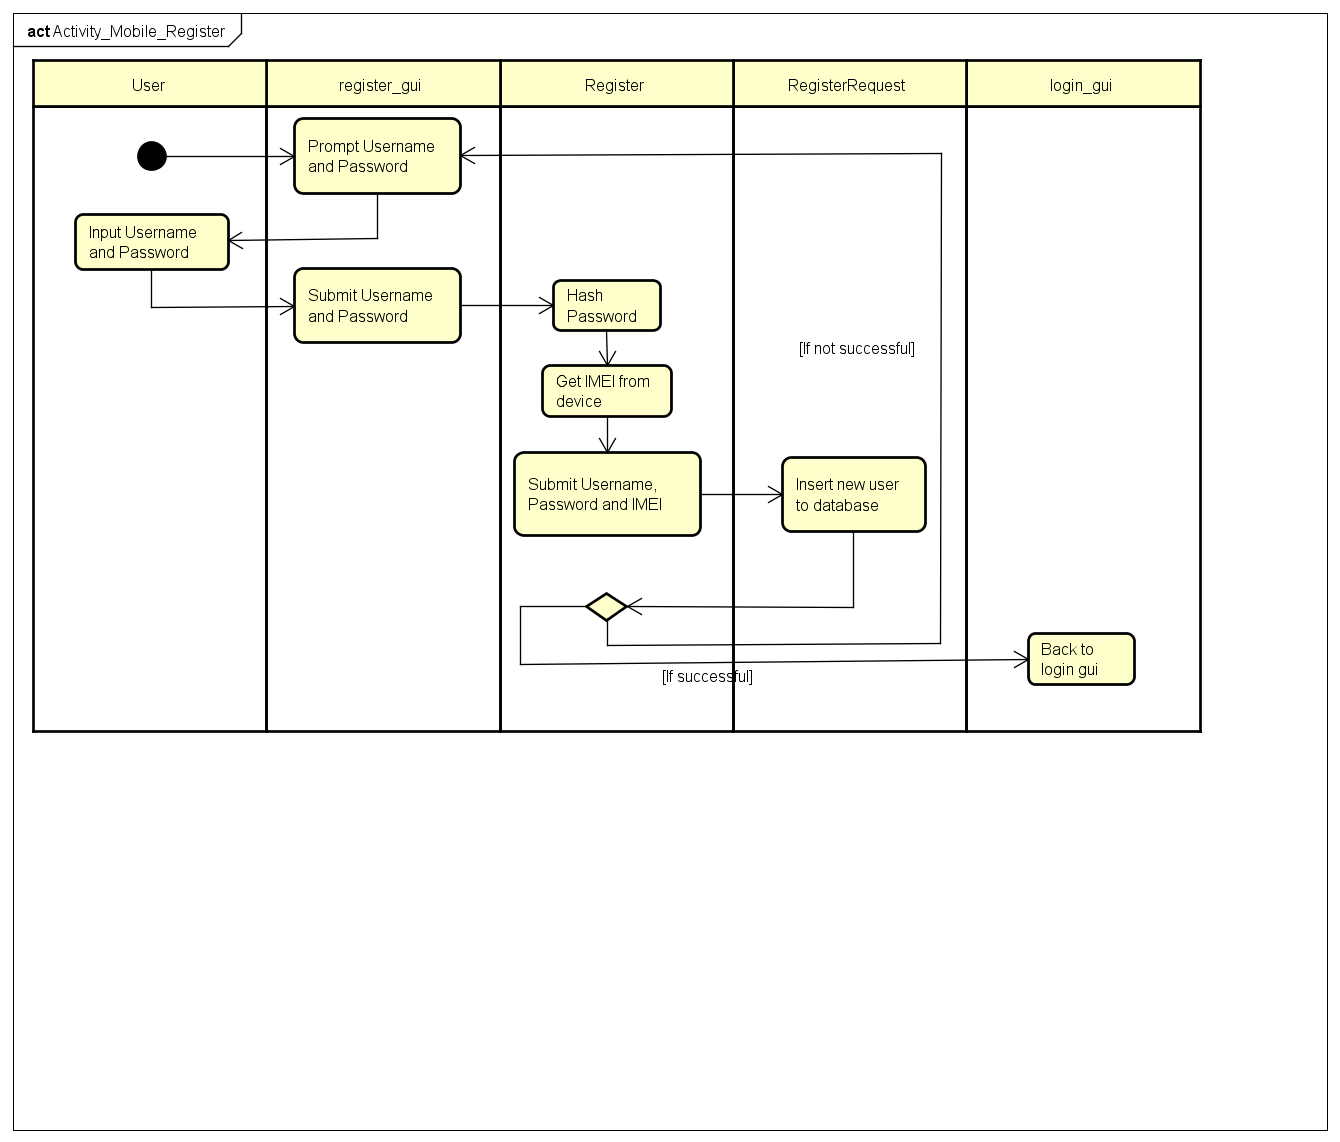 act Activity_Mobile_Register
User
register_gui
Register
RegisterRequest
login_gui
Prompt Username
and Password
Input Username
and Password
Submit Username
and Password
Hash
Password
[If not successful]
Get IMEI from
device
Submit Username,
Password and IMEI
Insert new user
to database
Back to
login gui
[If successful]